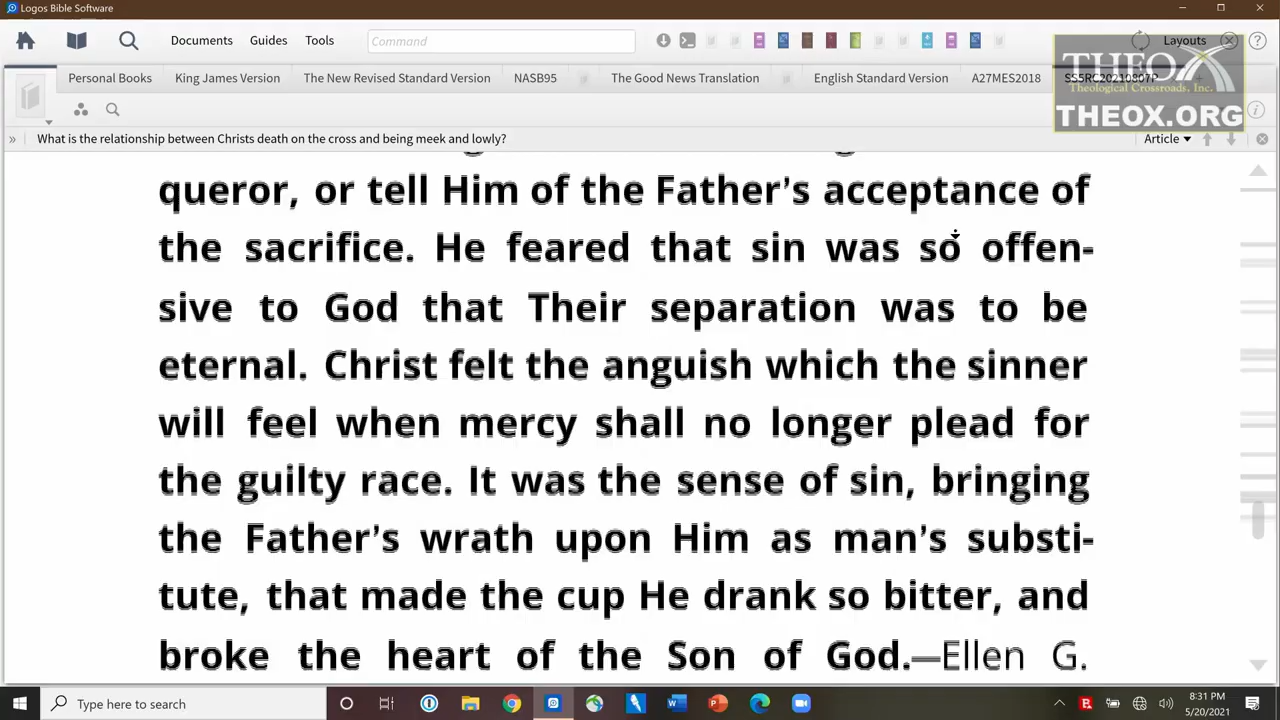 Logos Bible Software
Documents Guides Tools Command Layouts
Personal Books King James Version The New Revised Standard Version NASB95 The Good News Translation English Standard Version A27MES2018
THEOX
Theological Crossroads, Inc.
THEOX.ORG
What is the relationship between Christs death on the cross and being meek and lowly? Article
queror, or tell Him of the Father’s acceptance of
the sacrifice. He feared that sin was so offen-
sive to God that Their separation was to be
eternal. Christ felt the anguish which the sinner
will feel when mercy shall no longer plead for
the guilty race. It was the sense of sin, bringing
the Father’s wrath upon Him as man’s substi-
tute, that made the cup He drank so bitter, and
broke the heart of the Son of God.—Ellen G.
Type here to search
8:31 PM
5/20/2021